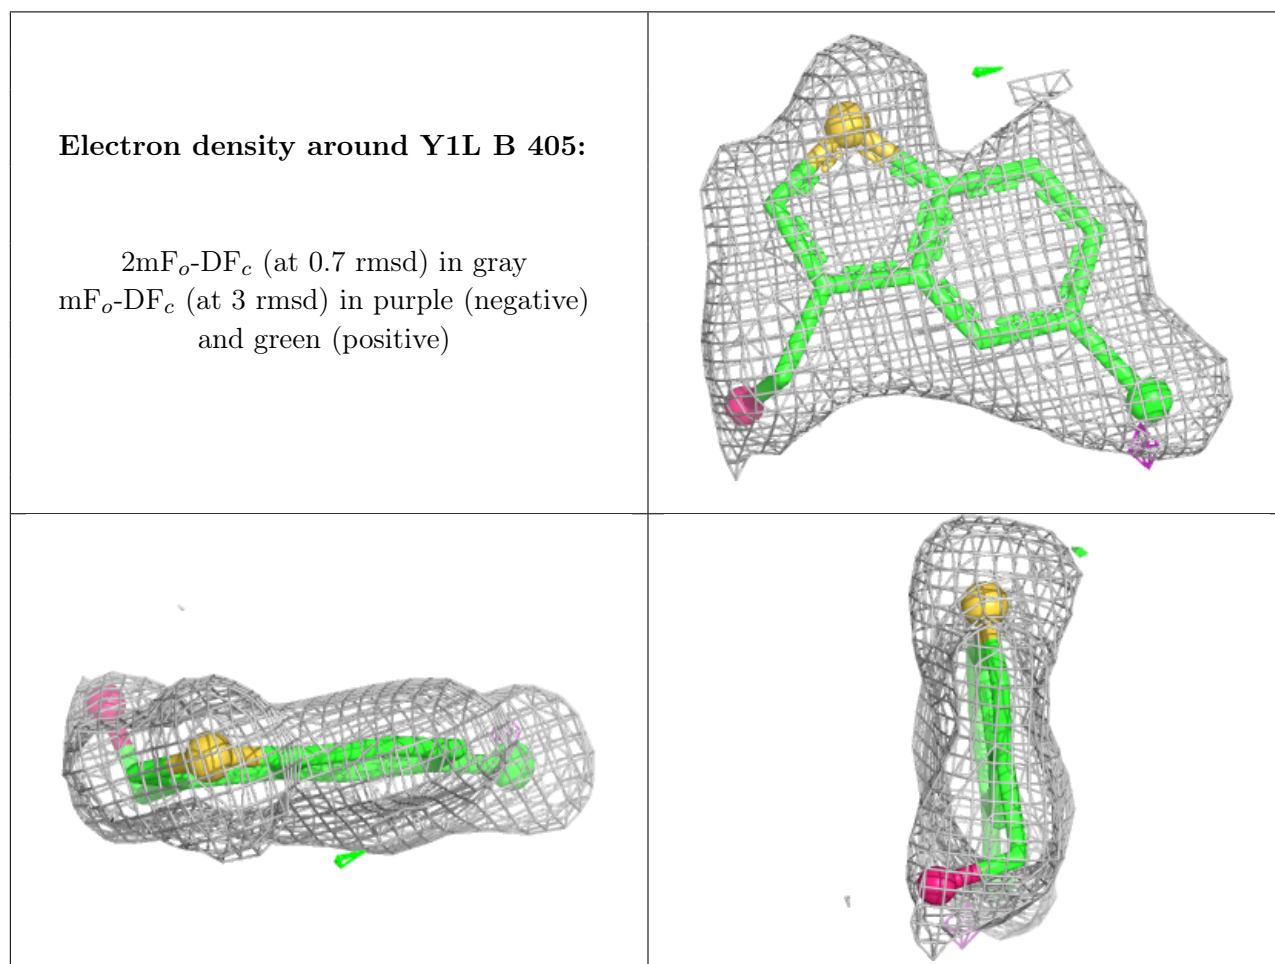 Electron density around Y1L B 405:
2mFo-DFc (at 0.7 rmsd) in gray
mFo-DFc (at 3 rmsd) in purple (negative)
and green (positive)